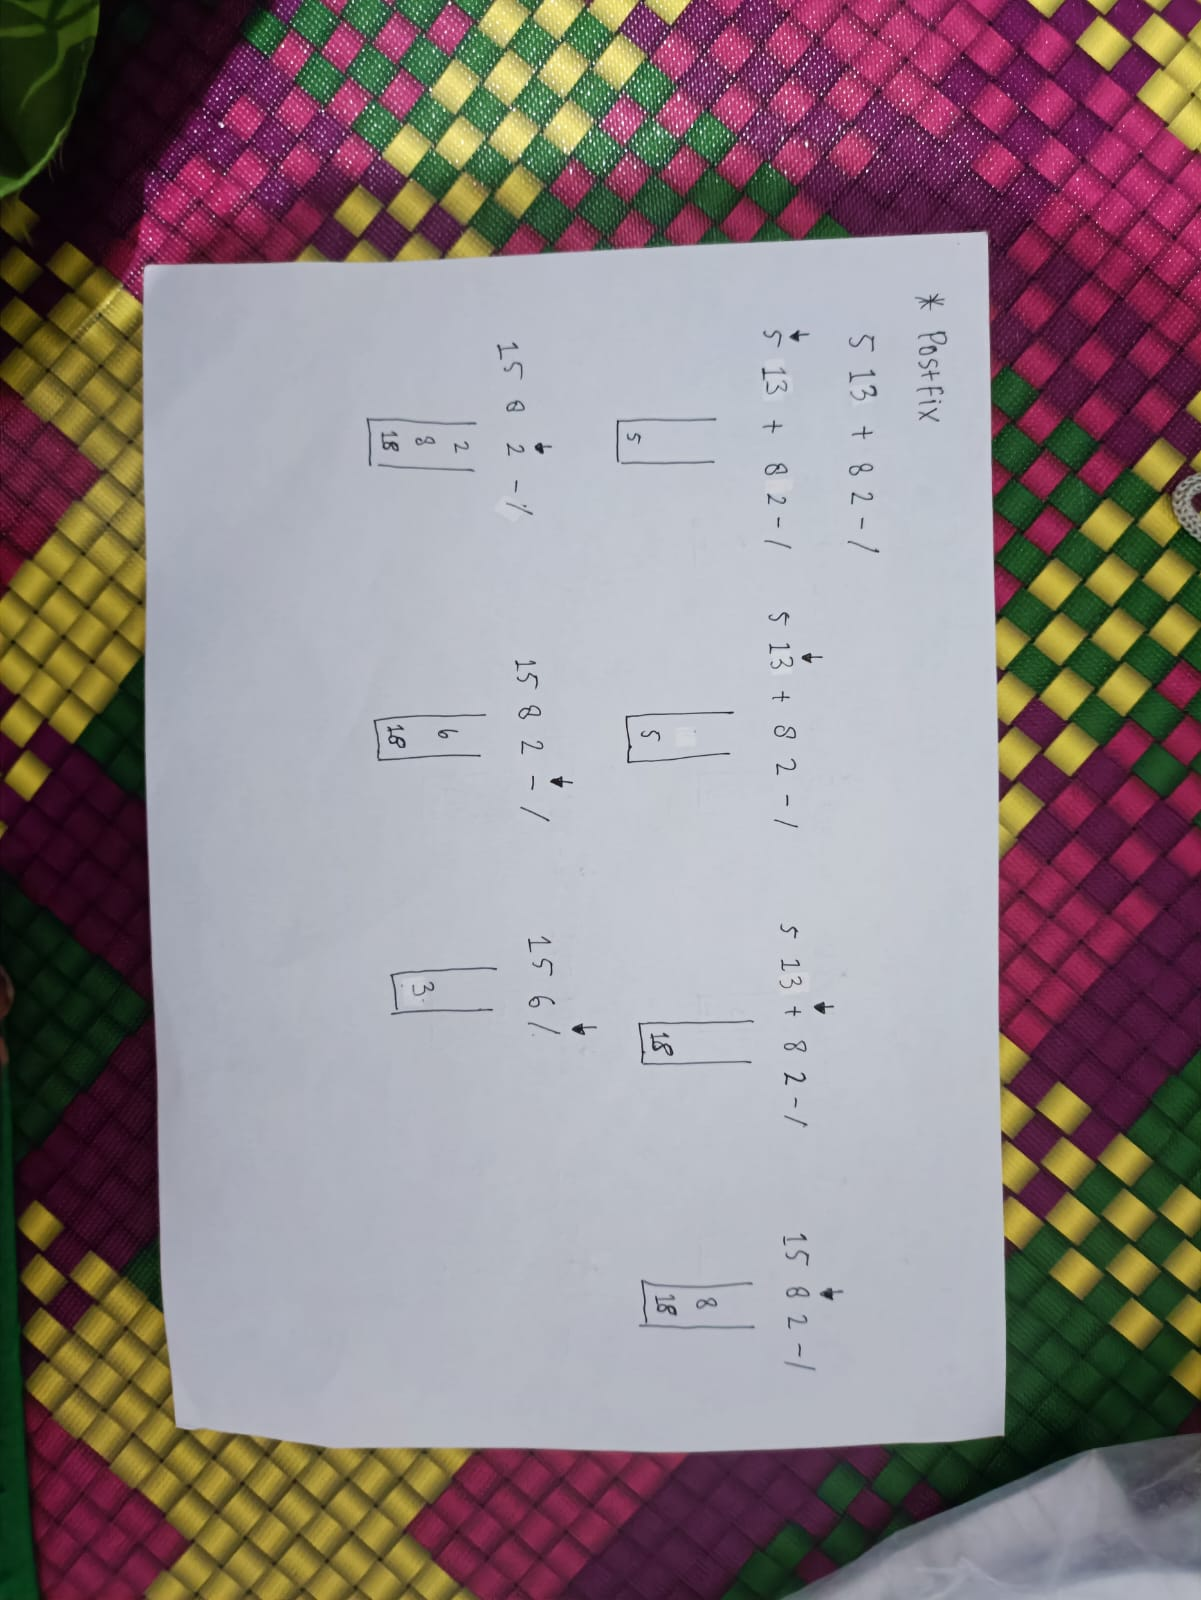 * Postfix
5 13 + 8 2 - /
5 13 + 8 2 - / 5 13 + 8 2 - / 5 13 + 8 2 - / 15 8 2 - /
5 5 18 8
18
15 8 2 - / 15 8 2 - / 15 6 /
2
8 6
18 18 3